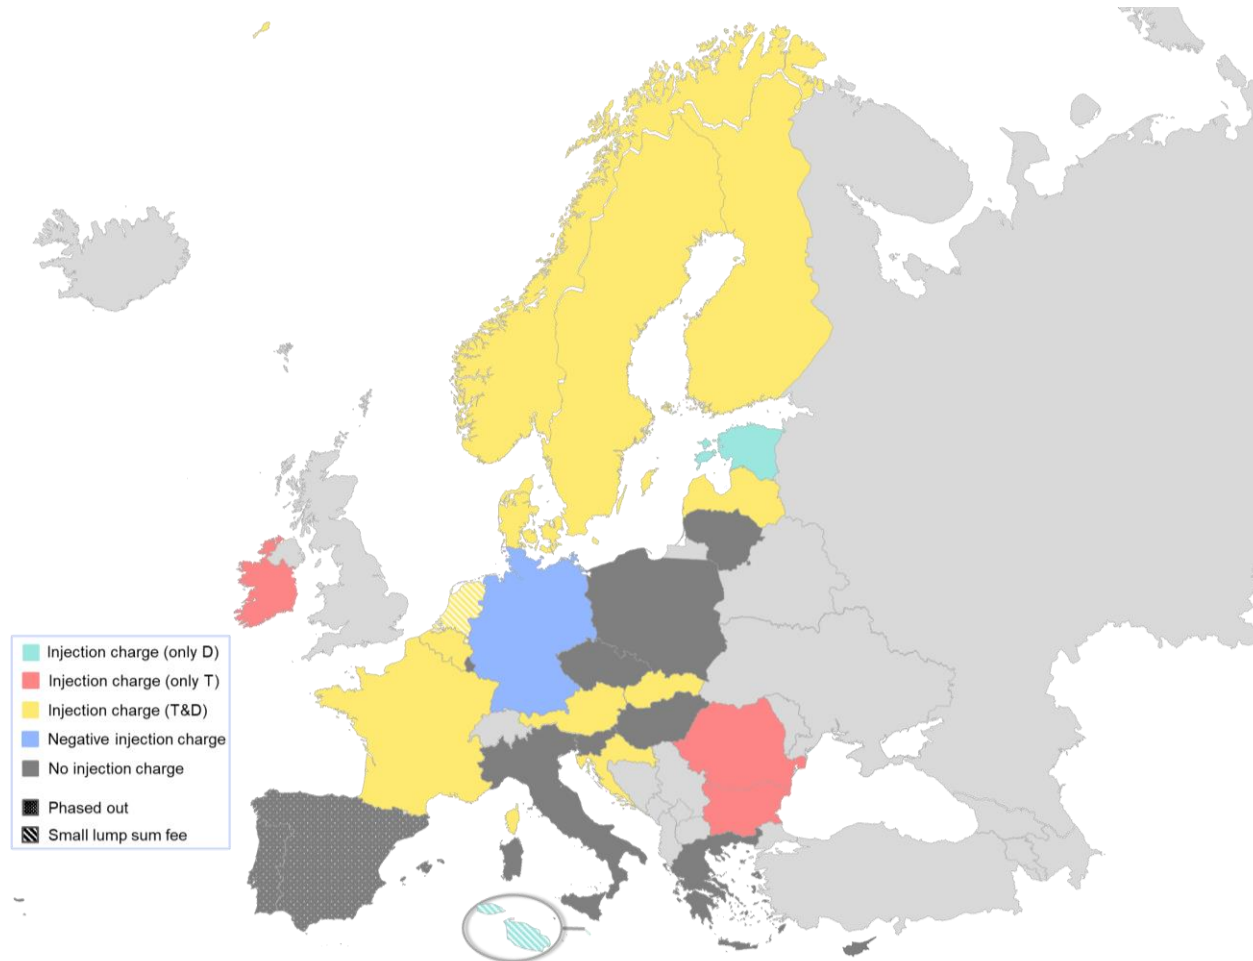 Injection charge (only D)
Injection charge (only T)
Injection charge (T&D)
Negative injection charge
No injection charge
Phased out
Small lump sum fee